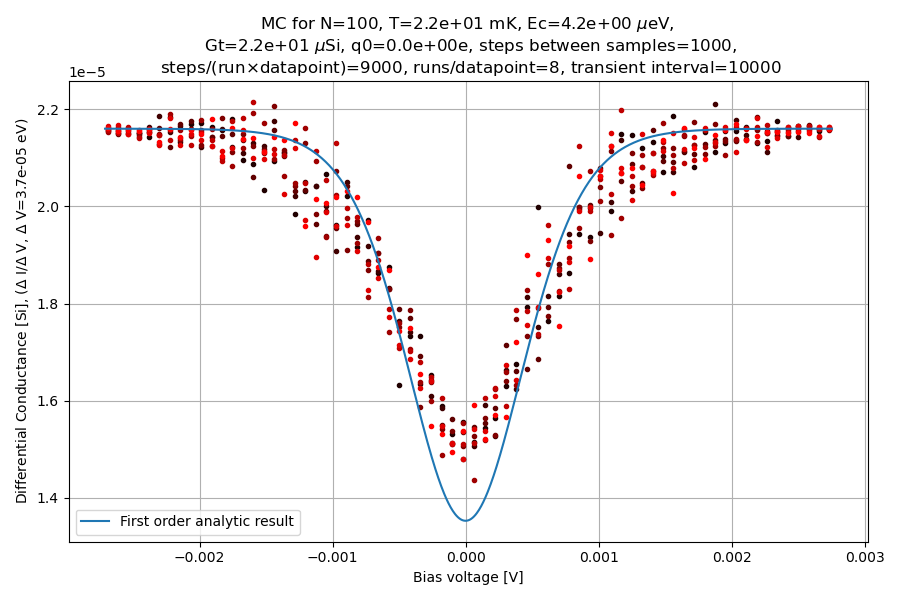 MC for N=100, T=2.2e+01 mK, Ec=4.2e+00 μeV,
Gt=2.2e+01 μSi, q0=0.0e+00e, steps between samples=1000,
steps/(run×datapoint)=9000, runs/datapoint=8, transient interval=10000
1e−5
2.2
2.0
1.8
1.6
1.4
Differential Conductance [Si], (Δ I/Δ V, Δ V=3.7e-05 eV)
First order analytic result
−0.002
−0.001
0.000
0.001
0.002
0.003
Bias voltage [V]